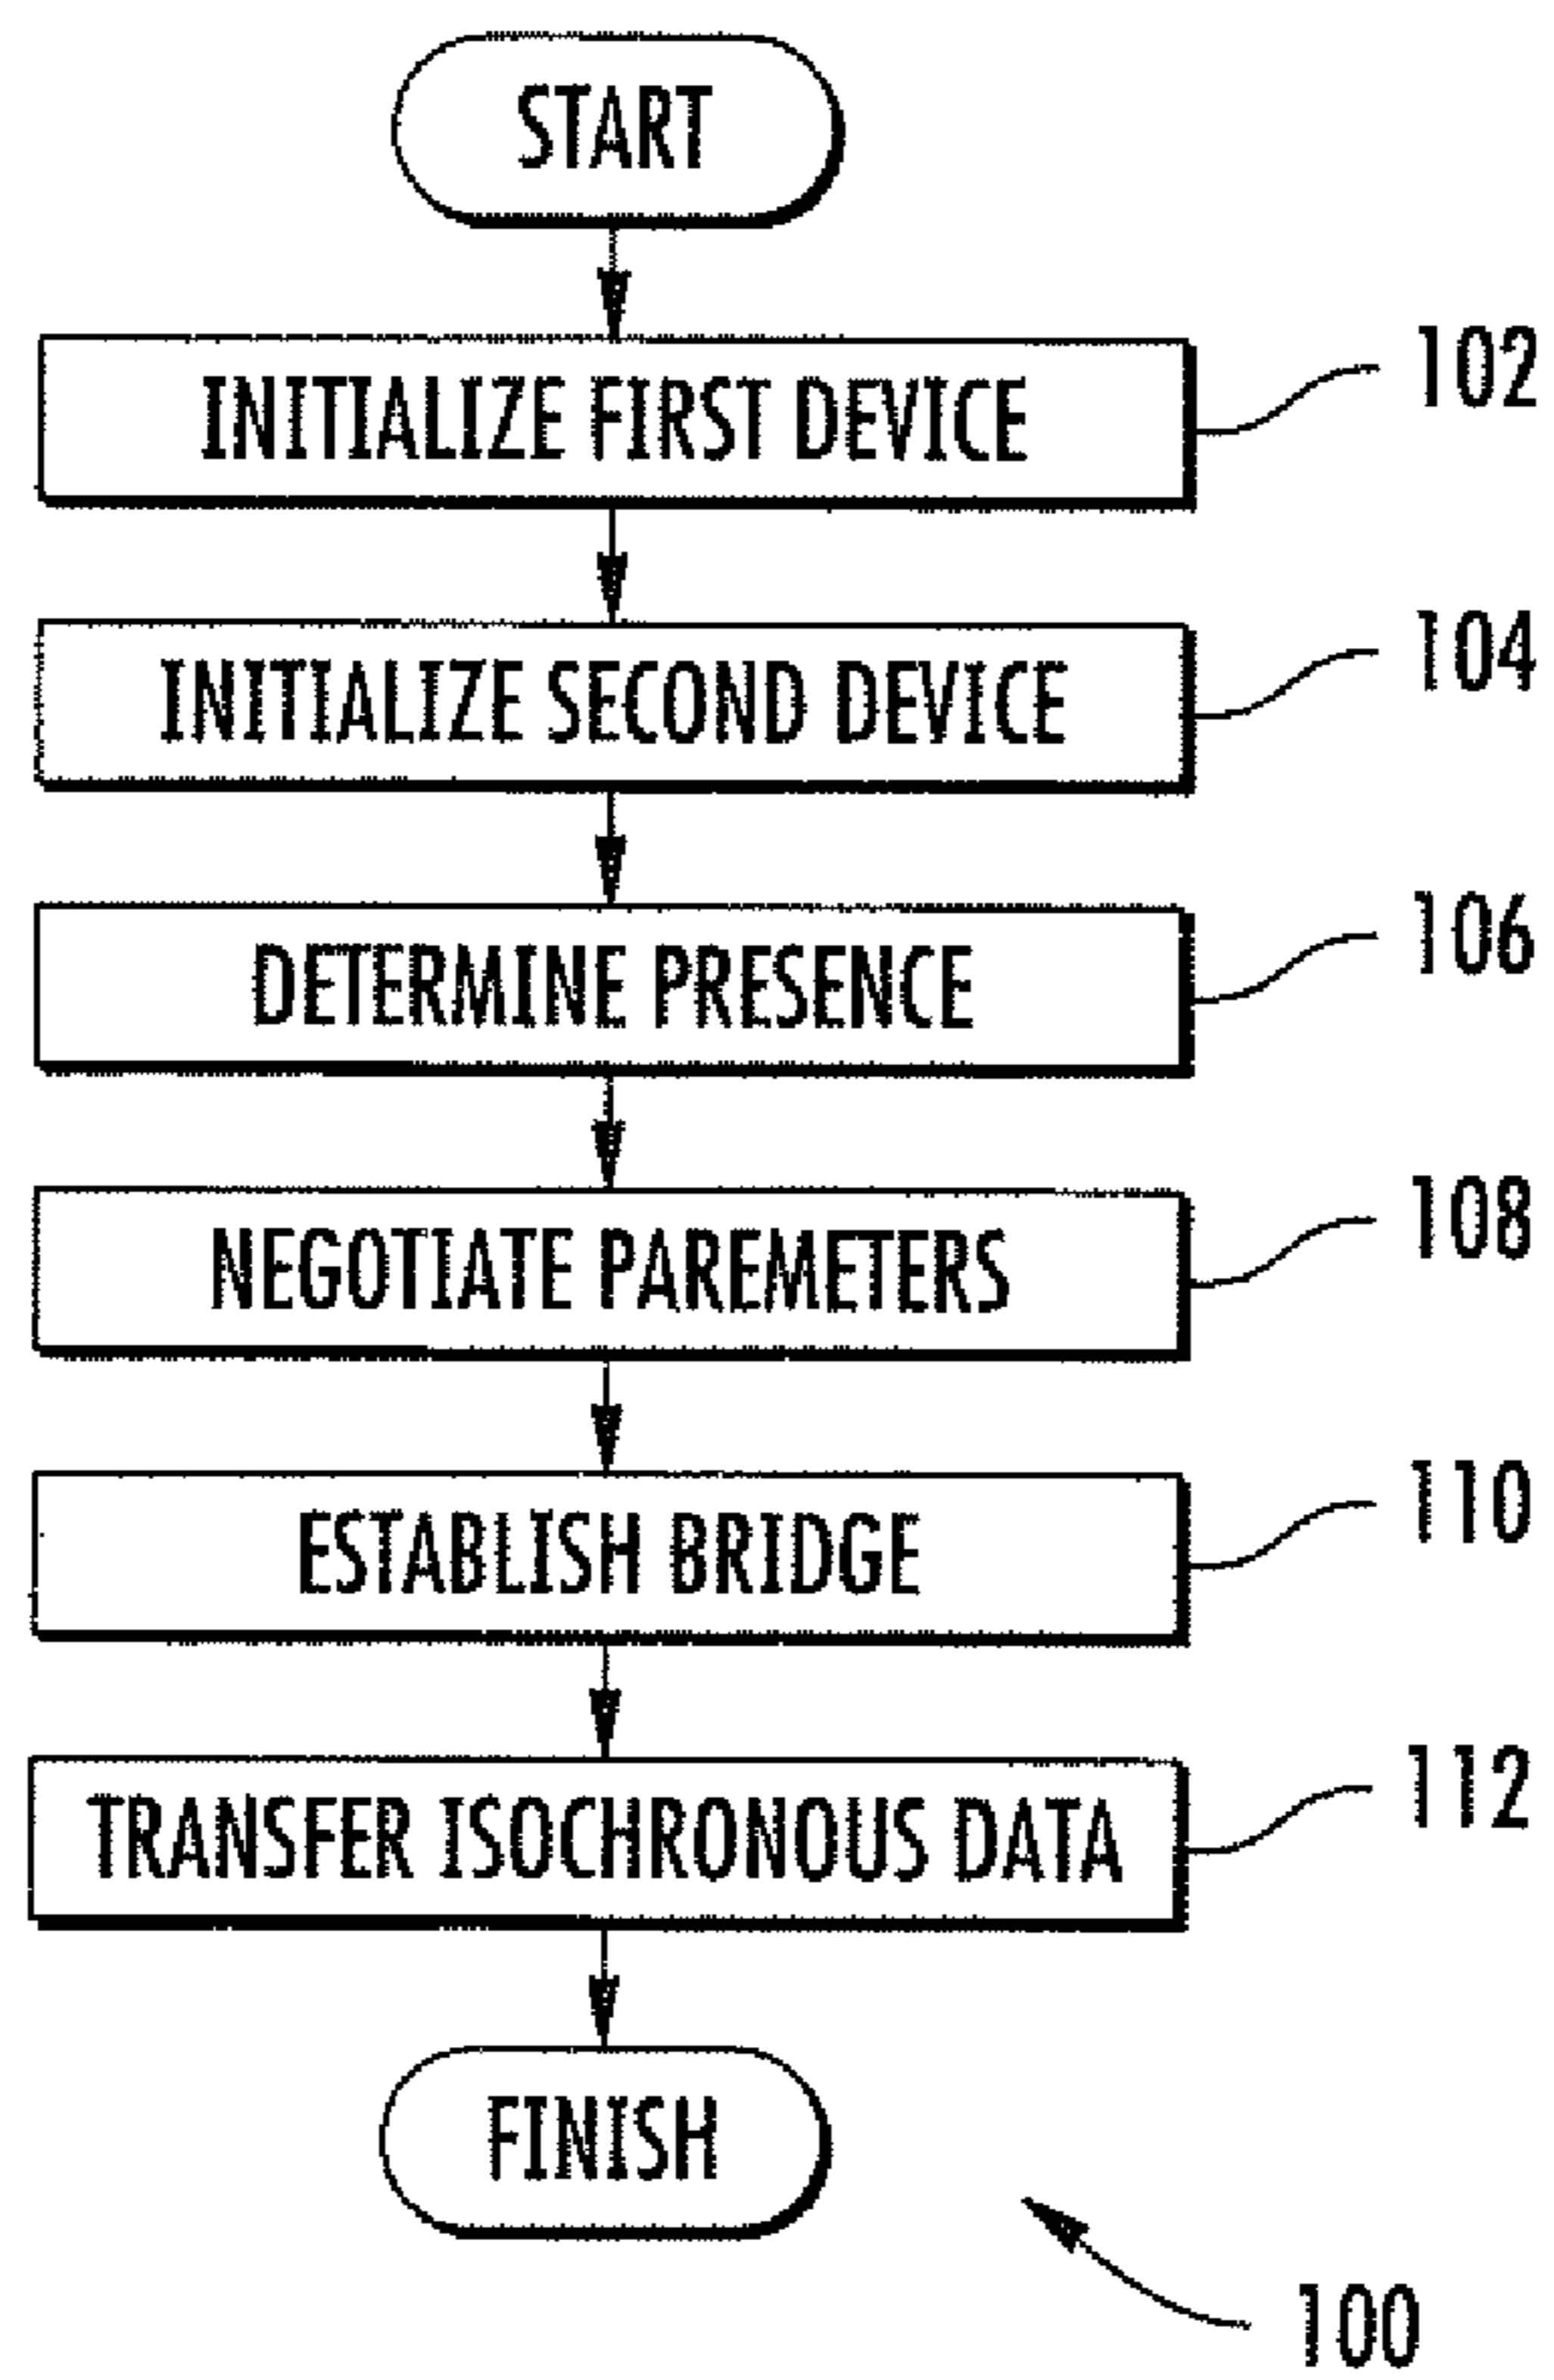 START
INITIALIZE FIRST DEVICE
102
INITIALIZE SECOND DEVICE
104
DETERMINE PRESENCE
106
NEGOTIATE PAREMETERS
108
ESTABLISH BRIDGE
110
TRANSFER ISOCHRONOUS DATA
112
FINISH
100